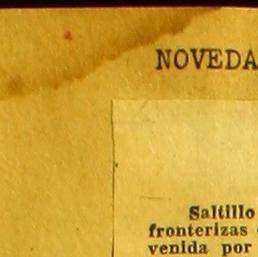 NOVEDA
Saltillo
fronterizas
venida por